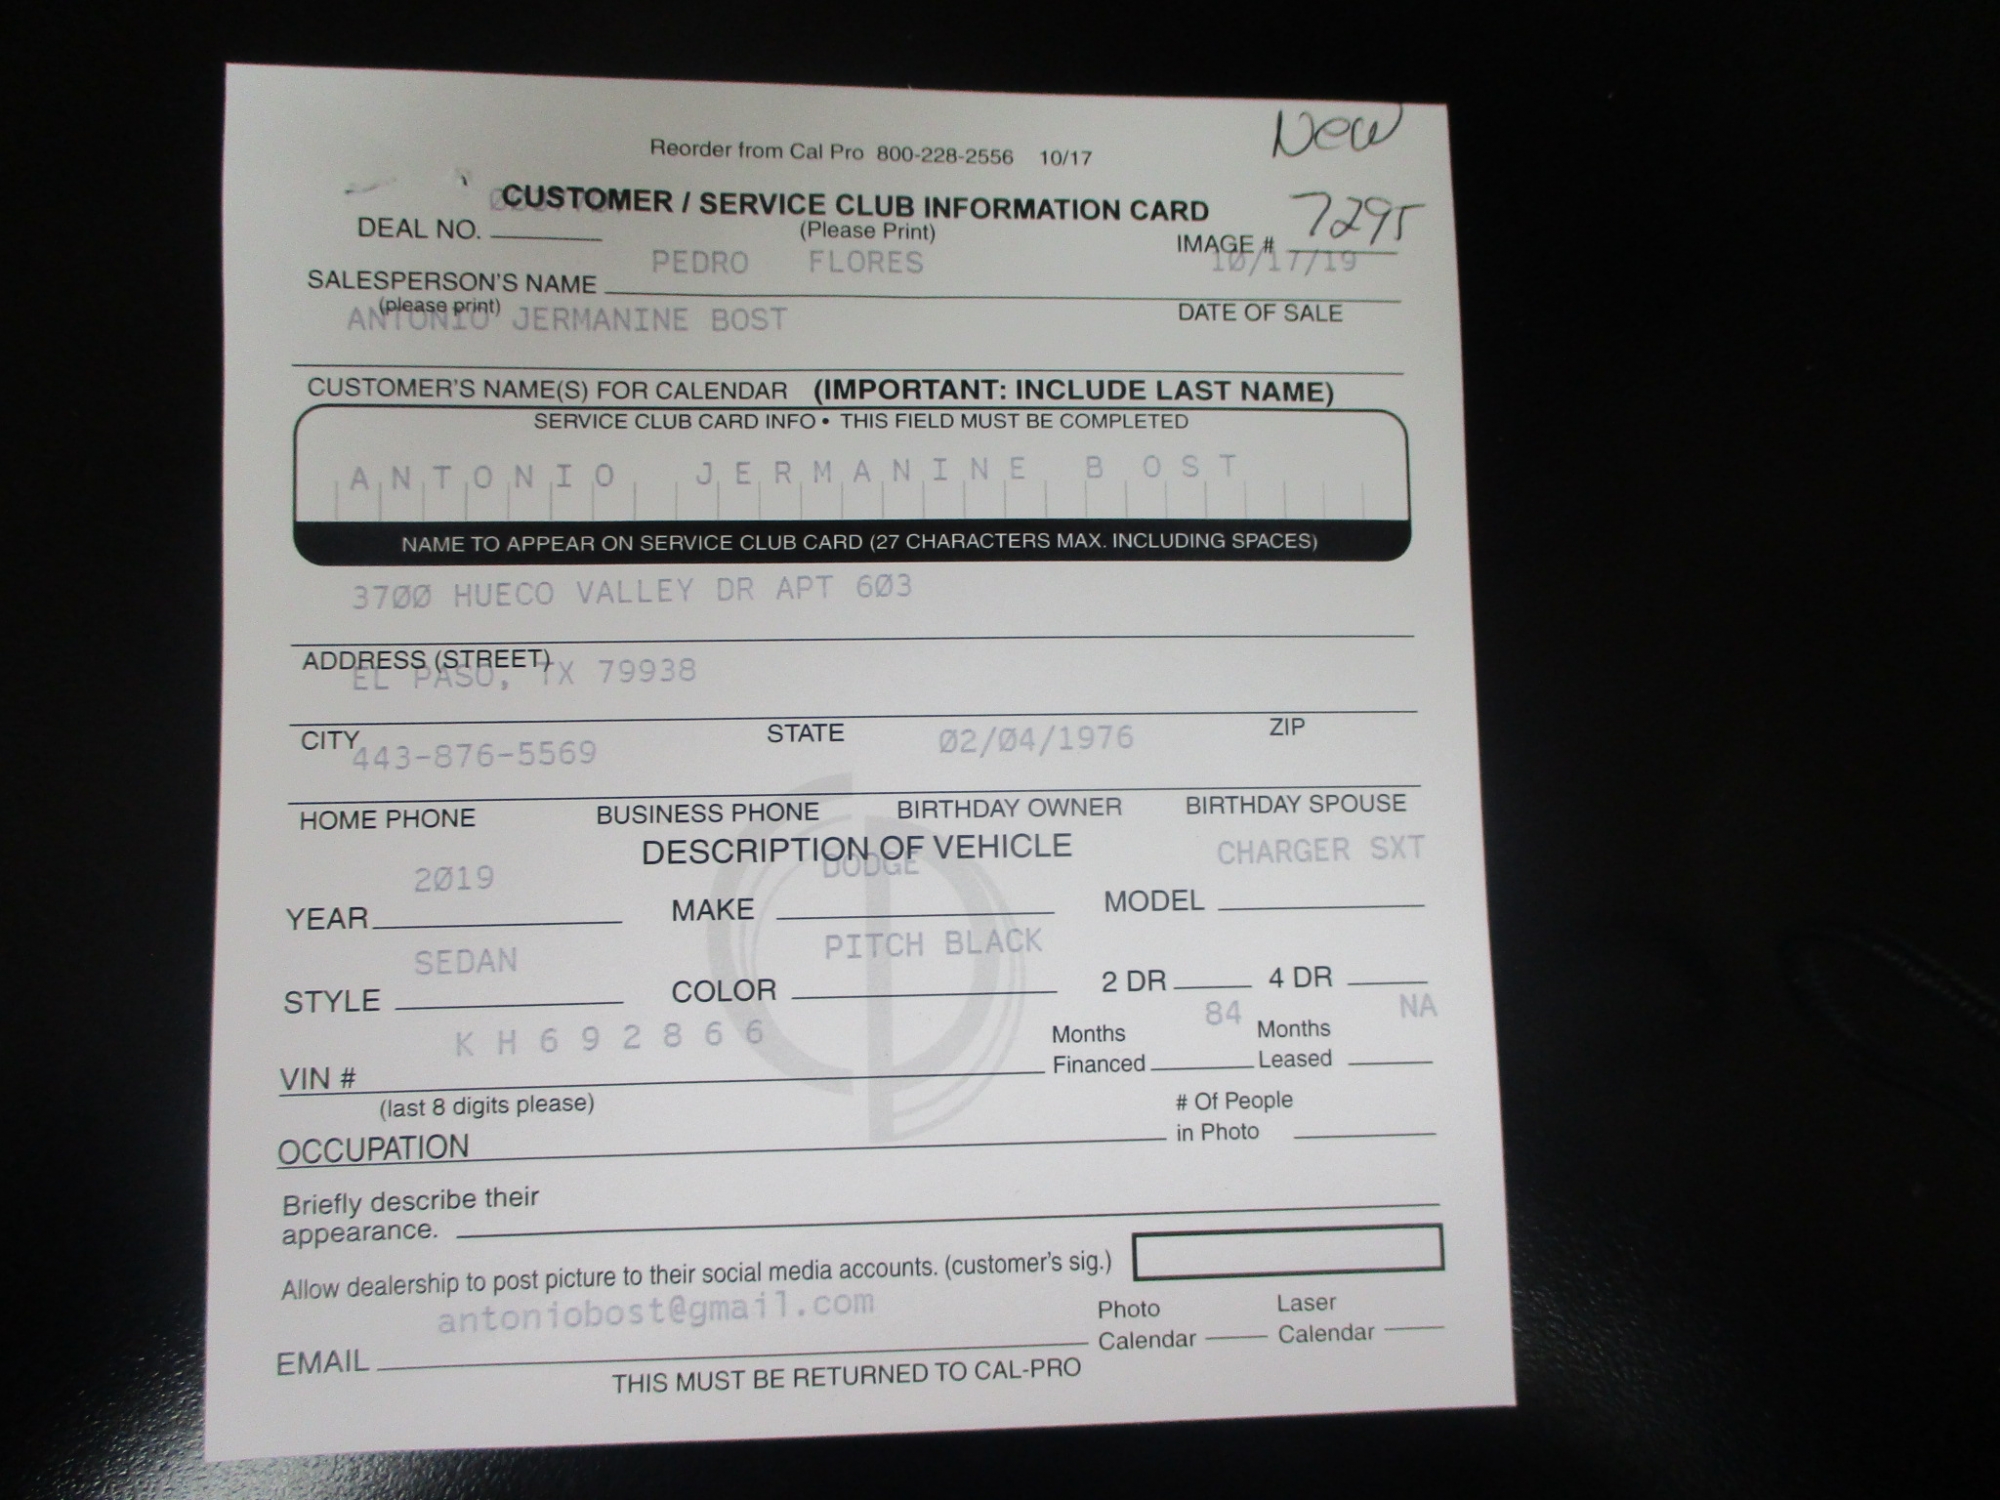 New
Reorder from Cal Pro 800-228-2556 10/17
CUSTOMER / SERVICE CLUB INFORMATION CARD
DEAL NO.
(Please Print)
IMAGE # 7295
PEDRO FLORES
10/17/19
SALESPERSON'S NAME
(please print)
DATE OF SALE
ANTONIO JERMANINE BOST
CUSTOMER'S NAME(S) FOR CALENDAR (IMPORTANT: INCLUDE LAST NAME)
SERVICE CLUB CARD INFO • THIS FIELD MUST BE COMPLETED
ANTONIO JERMANINE BOST
NAME TO APPEAR ON SERVICE CLUB CARD (27 CHARACTERS MAX. INCLUDING SPACES)
3700 HUECO VALLEY DR APT 603
ADDRESS (STREET)
EL PASO, TX 79938
CITY STATE ZIP
443-876-5569 02/04/1976
HOME PHONE BUSINESS PHONE BIRTHDAY OWNER BIRTHDAY SPOUSE
DESCRIPTION OF VEHICLE
2019 DODGE CHARGER SXT
YEAR MAKE MODEL
SEDAN PITCH BLACK
STYLE COLOR 2 DR 4 DR
KH692866 84 NA
VIN # Months Financed Months Leased
(last 8 digits please)
OCCUPATION # Of People in Photo
Briefly describe their
appearance.
Allow dealership to post picture to their social media accounts. (customer's sig.)
antoniobost@gmail.com
EMAIL Photo Calendar Laser Calendar
THIS MUST BE RETURNED TO CAL-PRO